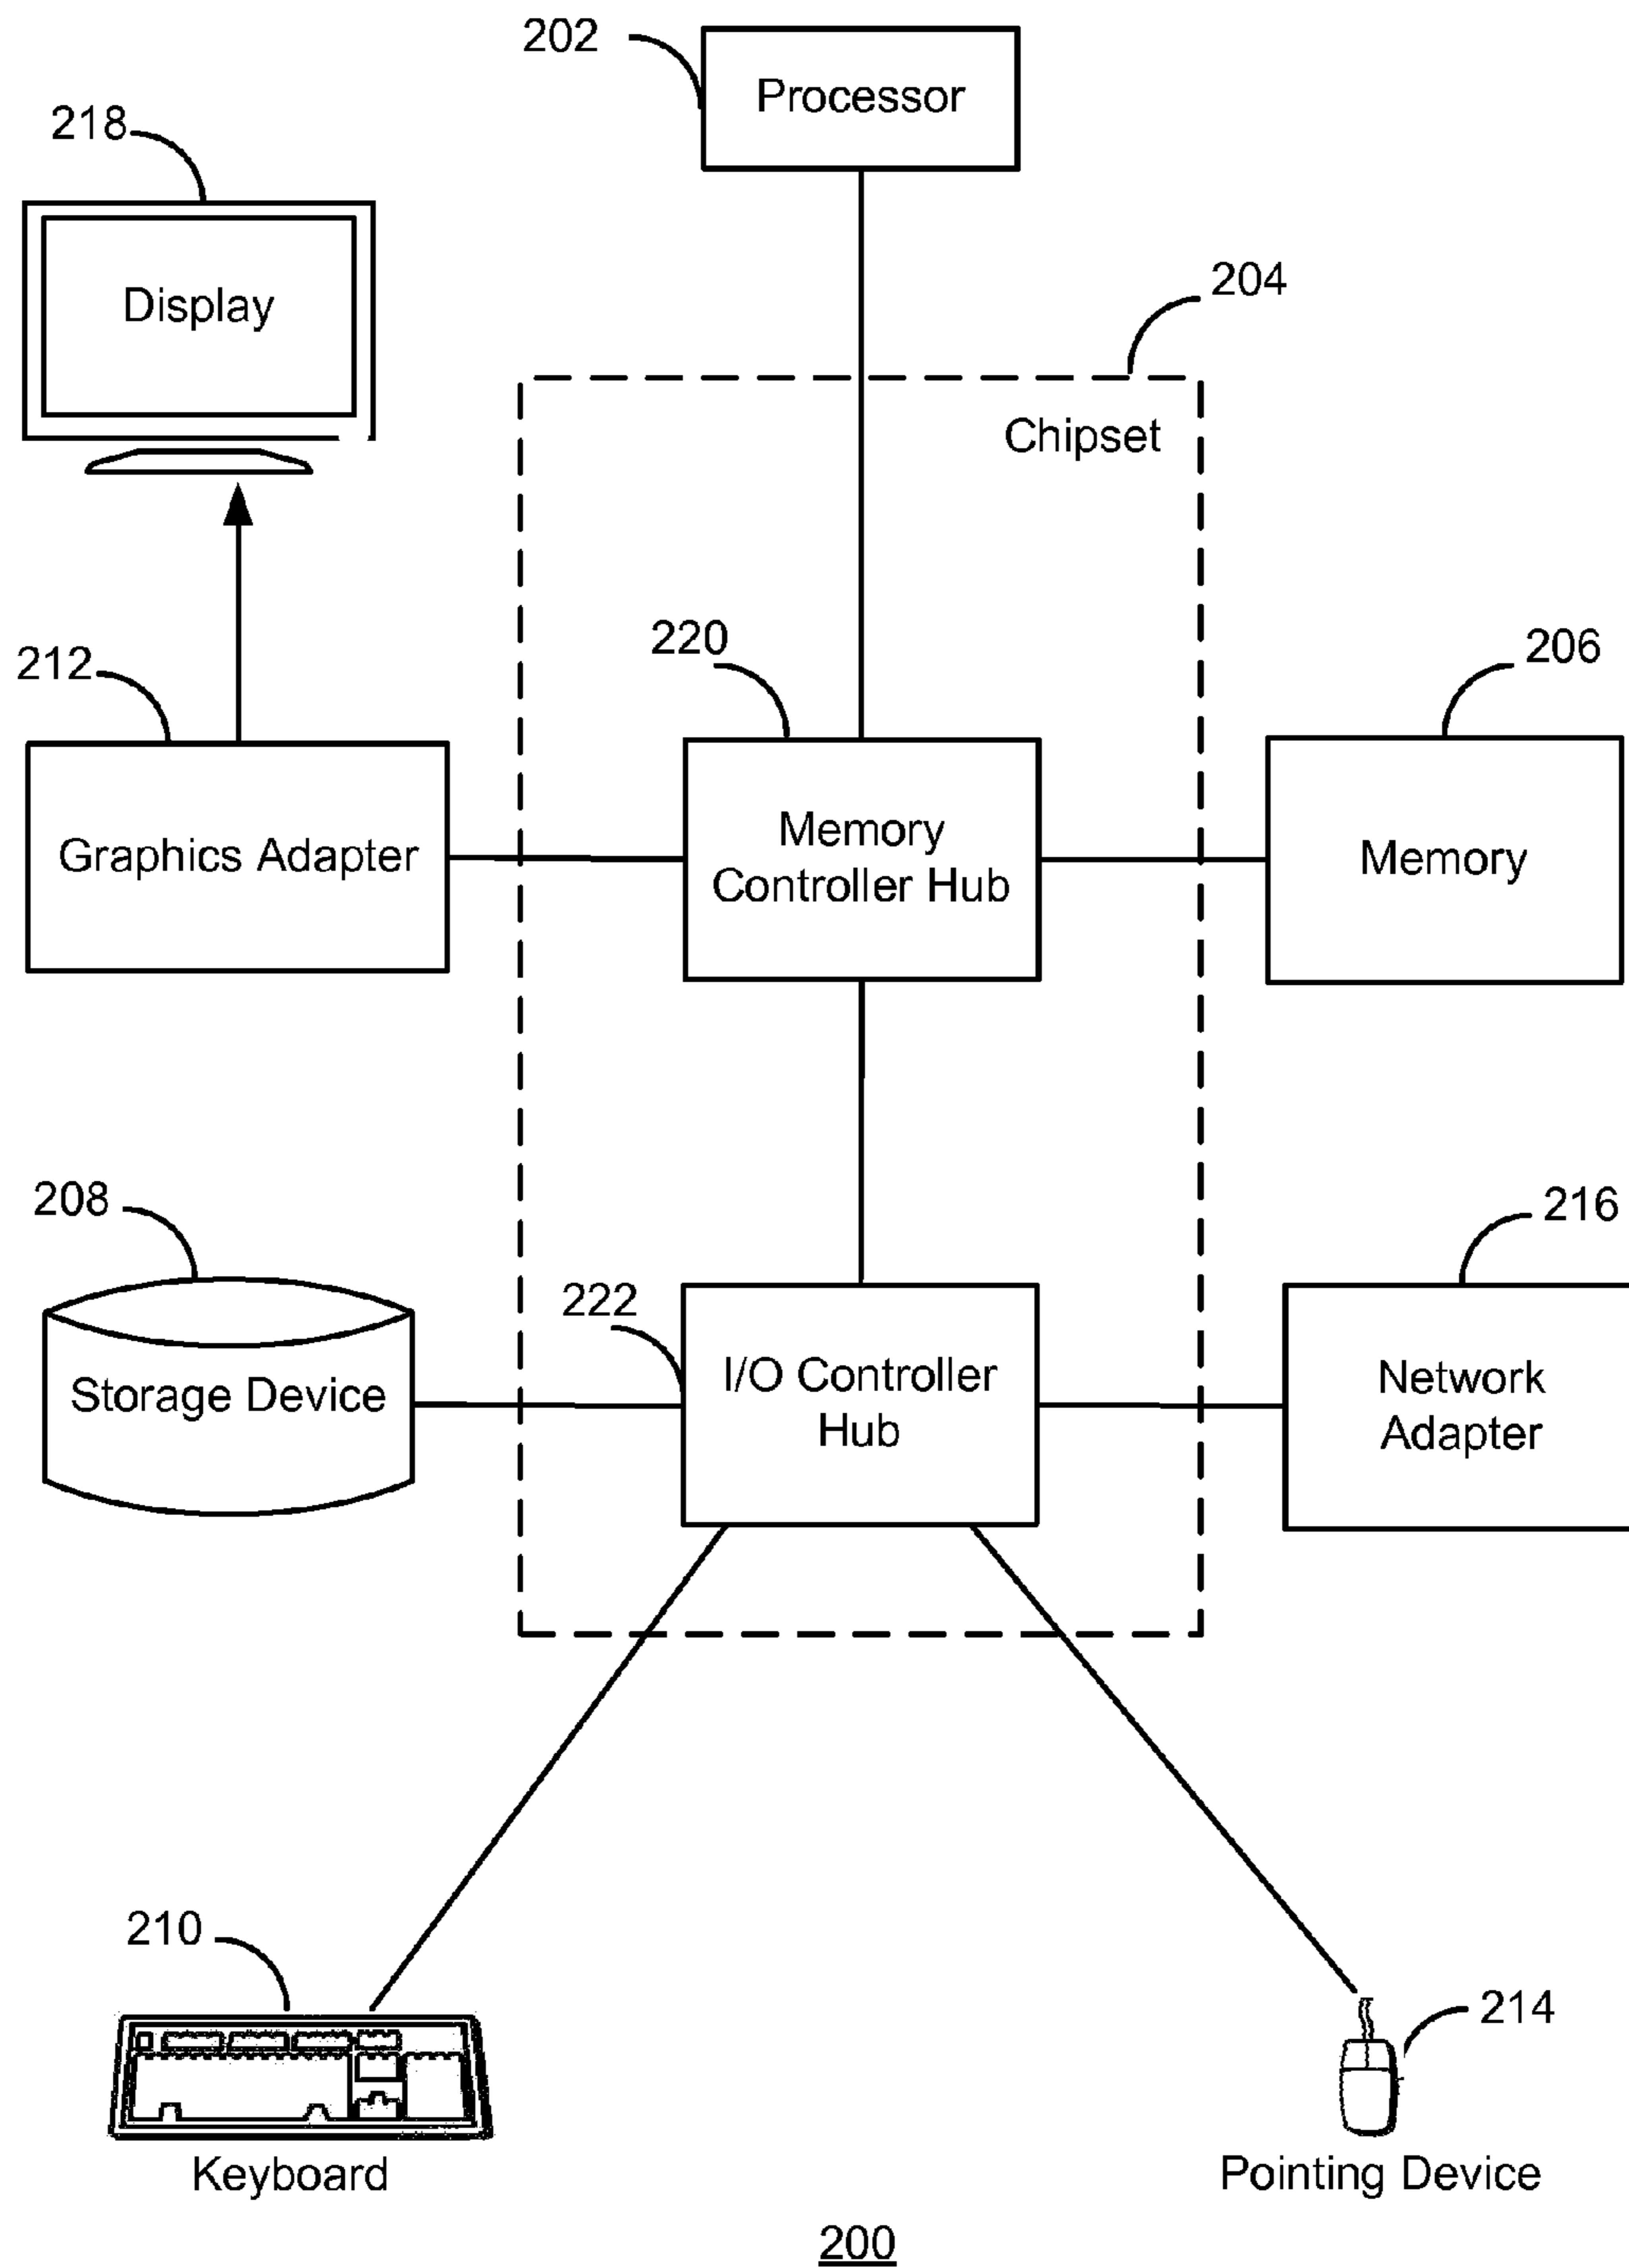 202
Processor
218
Display
204
Chipset
212
Graphics Adapter
220
Memory
Controller Hub
206
Memory
208
Storage Device
222
I/O Controller
Hub
216
Network
Adapter
210
Keyboard
214
Pointing Device
200